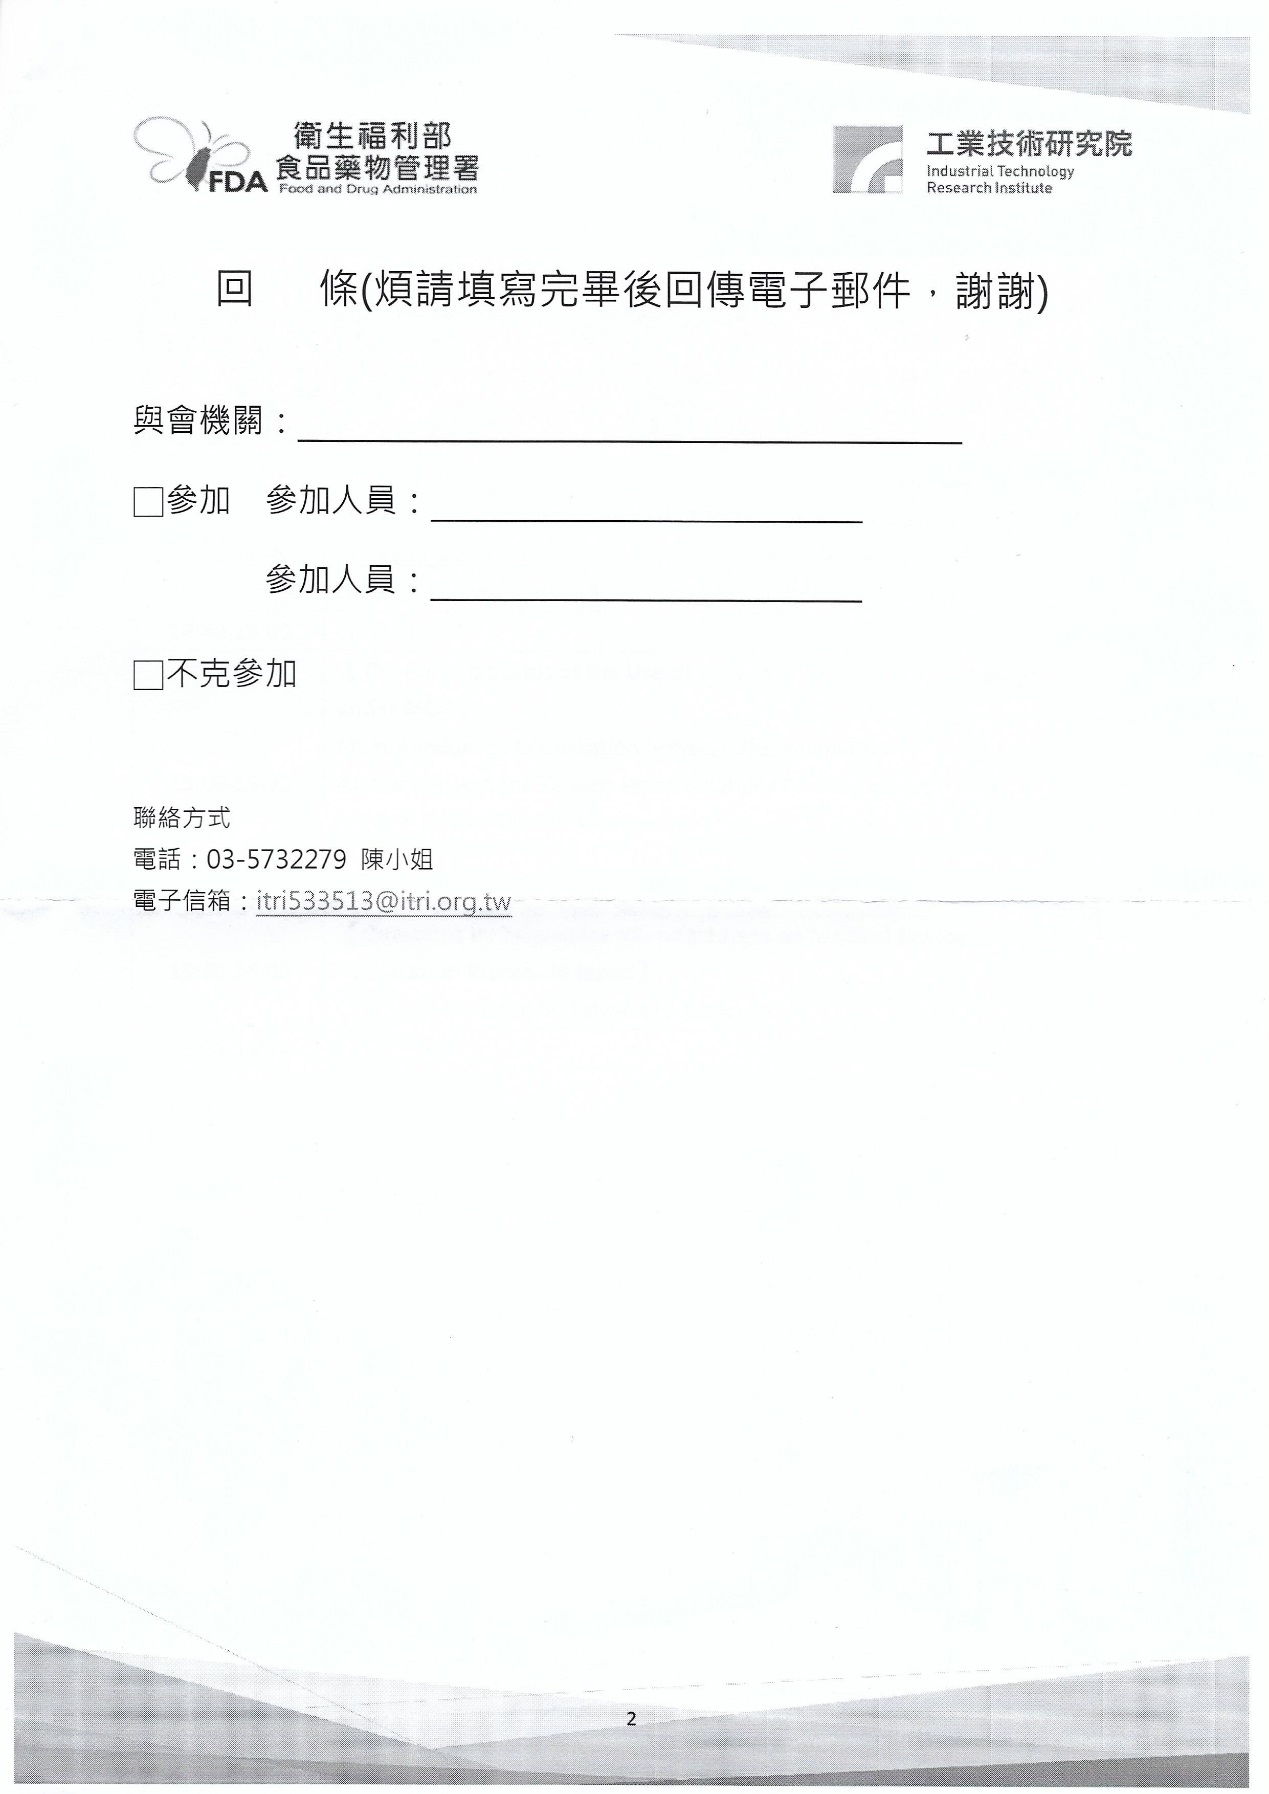 衛生福利部
食品藥物管理署
FDA Food and Drug Administration
工業技術研究院
Industrial Technology
Research Institute
回 條(煩請填寫完畢後回傳電子郵件，謝謝)
與會機關：
□參加 參加人員：
參加人員：
□不克參加
聯絡方式
電話：03-5732279 陳小姐
電子信箱：itri533513@itri.org.tw
2